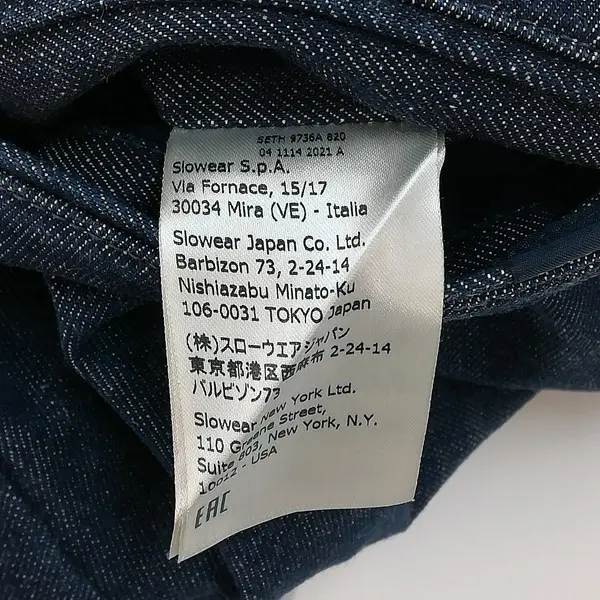 SETH 9736A 820
04 1114 2021 A
Slowear S.p.A.
Via Fornace, 15/17
30034 Mira (VE) - Italia
Slowear Japan Co. Ltd.
Barbizon 73, 2-24-14
Nishiazabu Minato-Ku
106-0031 TOKYO Japan
(株)スローウエアジャパン
東京都港区西麻布 2-24-14
バルビゾン73
Slowear New York Ltd.
110 Greene Street,
Suite 803, New York, N.Y.
10012 - USA
EAC